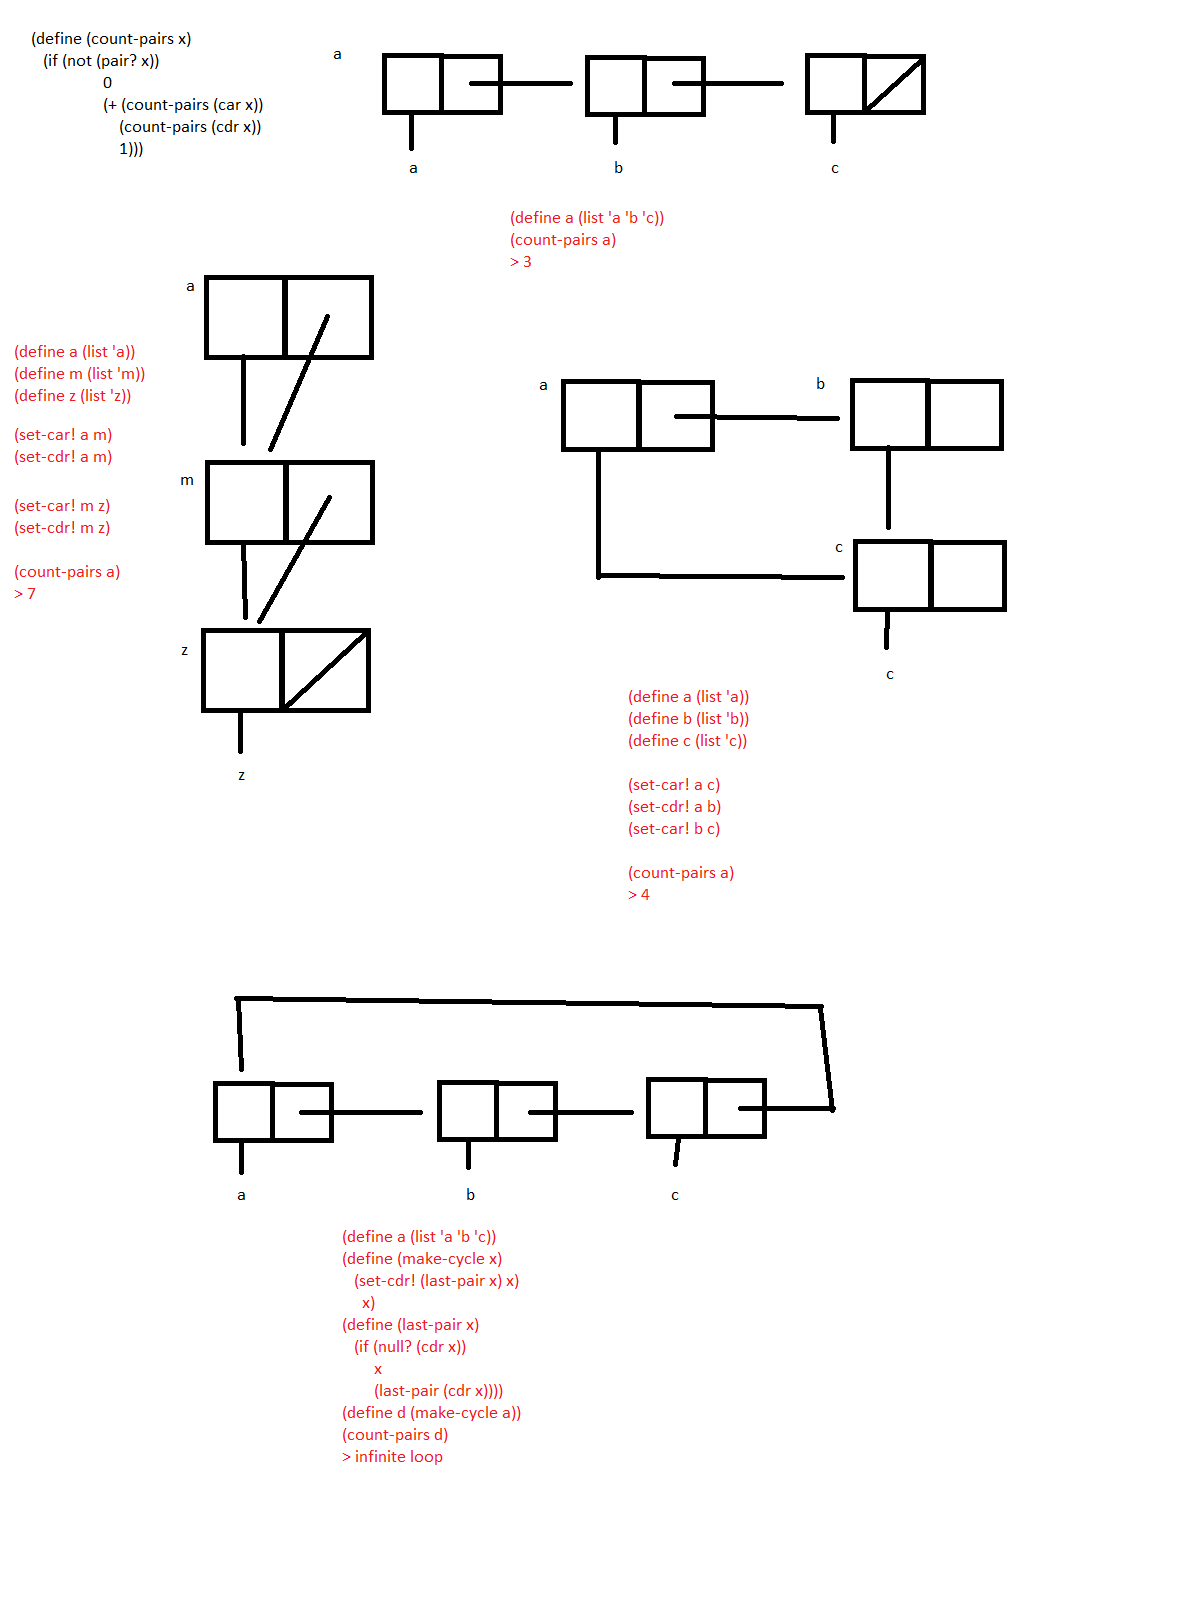 (define (count-pairs x)
(if (not (pair? x))
0
(+ (count-pairs (car x))
(count-pairs (cdr x))
1)))
a
a
b
c
(define a (list 'a 'b 'c))
(count-pairs a)
> 3
a
m
z
z
(define a (list 'a))
(define m (list 'm))
(define z (list 'z))
(set-car! a m)
(set-cdr! a m)
(set-car! m z)
(set-cdr! m z)
(count-pairs a)
> 7
a
b
c
c
(define a (list 'a))
(define b (list 'b))
(define c (list 'c))
(set-car! a c)
(set-cdr! a b)
(set-car! b c)
(count-pairs a)
> 4
a
b
c
(define a (list 'a 'b 'c))
(define (make-cycle x)
(set-cdr! (last-pair x) x)
x)
(define (last-pair x)
(if (null? (cdr x))
x
(last-pair (cdr x))))
(define d (make-cycle a))
(count-pairs d)
> infinite loop